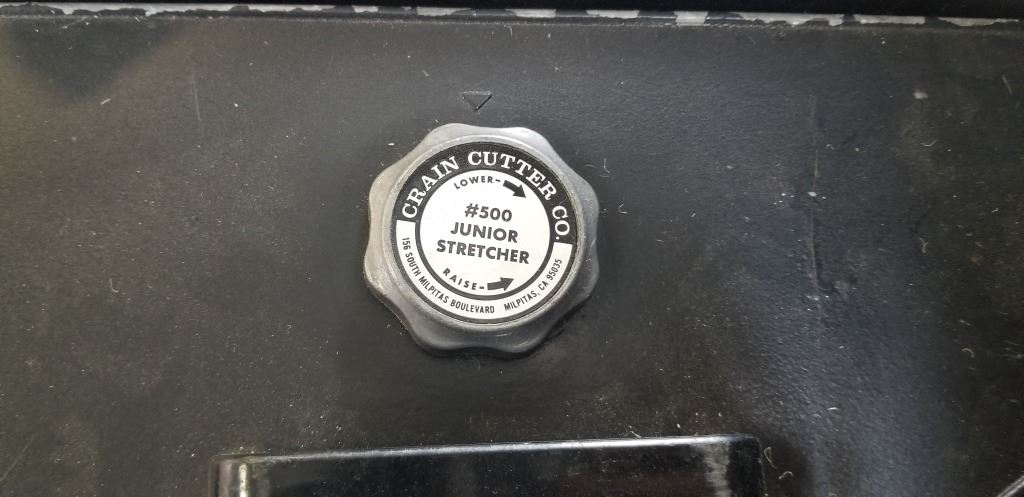 CRAIN CUTTER CO.
LOWER-
#500
JUNIOR
STRETCHER
RAISE-
156 SOUTH MILPITAS BOULEVARD MILPITAS, CA 95035